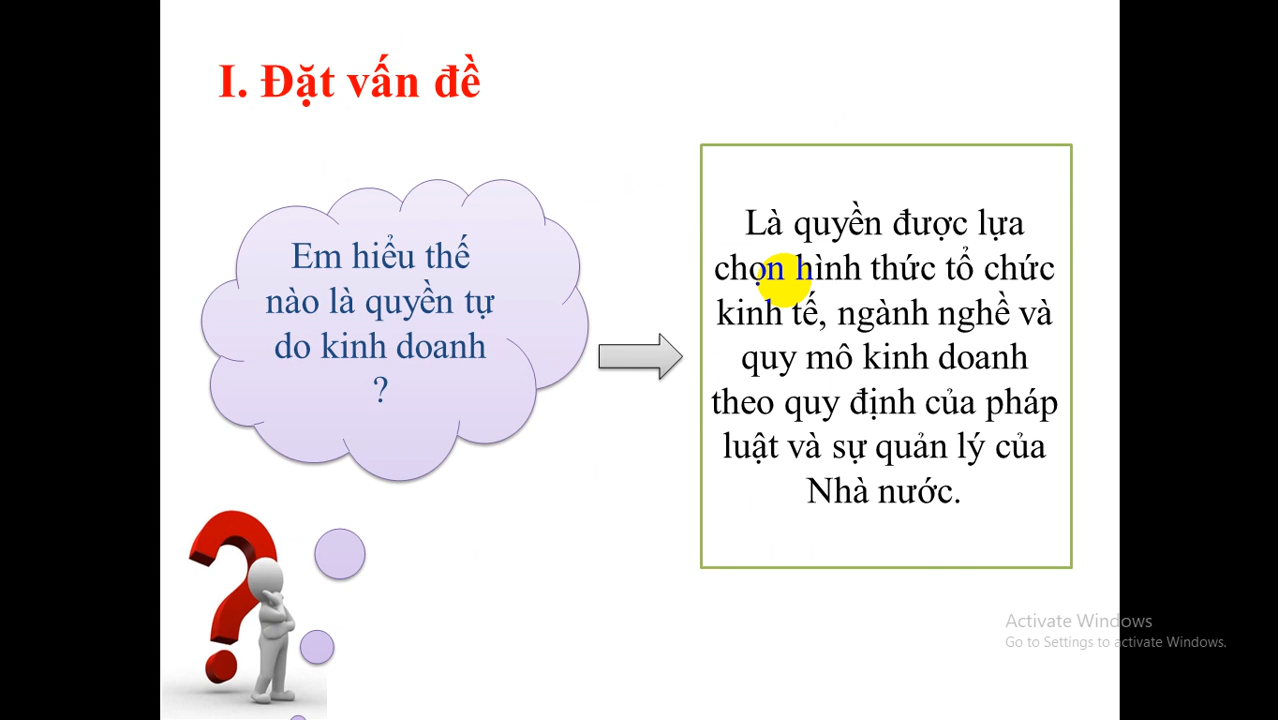 I. Đặt vấn đề
Em hiểu thế
nào là quyền tự
do kinh doanh
?
Là quyền được lựa
chọn hình thức tổ chức
kinh tế, ngành nghề và
quy mô kinh doanh
theo quy định của pháp
luật và sự quản lý của
Nhà nước.
Activate Windows
Go to Settings to activate Windows.